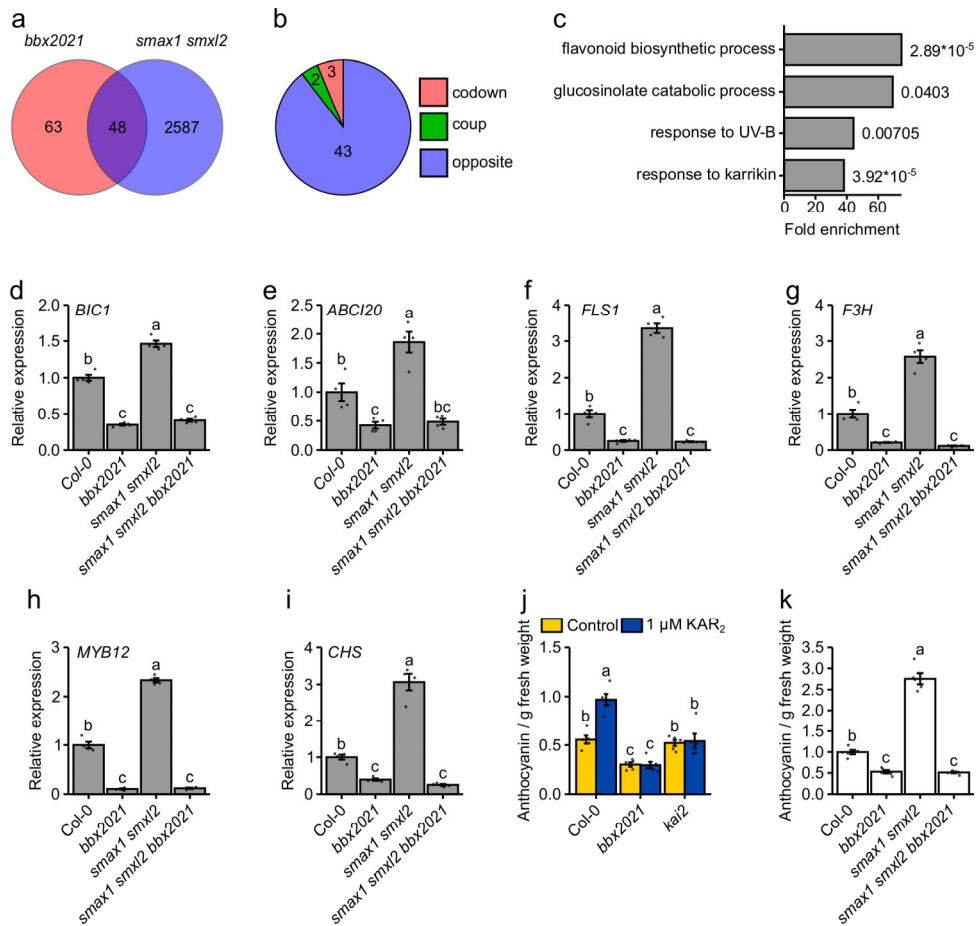 a
bbx2021 smax1 smxl2
63 48 2587
b
3
2
43
codown
coup
opposite
c
flavonoid biosynthetic process
2.89*10-5
glucosinolate catabolic process
0.0403
response to UV-B
0.00705
response to karrikin
3.92*10-5
0 20 40 60
Fold enrichment
d
BIC1
Relative expression
2.0
1.5
1.0
0.5
0
b
c
a
c
Col-0
bbx2021
smax1 smxl2
smax1 smxl2 bbx2021
e
ABCI20
Relative expression
2.5
2.0
1.5
1.0
0.5
0.0
b
c
a
bc
Col-0
bbx2021
smax1 smxl2
smax1 smxl2 bbx2021
f
FLS1
Relative expression
4
3
2
1
0
b
c
a
c
Col-0
bbx2021
smax1 smxl2
smax1 smxl2 bbx2021
g
F3H
Relative expression
4
3
2
1
0
b
c
a
c
Col-0
bbx2021
smax1 smxl2
smax1 smxl2 bbx2021
h
MYB12
Relative expression
3
2
1
0
b
c
a
c
Col-0
bbx2021
smax1 smxl2
smax1 smxl2 bbx2021
i
CHS
Relative expression
4
3
2
1
0
b
c
a
c
Col-0
bbx2021
smax1 smxl2
smax1 smxl2 bbx2021
j
Control 1 µM KAR2
Anthocyanin / g fresh weight
1.5
1.0
0.5
0.0
b
a
c c
b b
Col-0
bbx2021
kai2
k
Anthocyanin / g fresh weight
3.5
3.0
2.5
2.0
1.5
1.0
0.5
0.0
b
c
a
c
Col-0
bbx2021
smax1 smxl2
smax1 smxl2 bbx2021